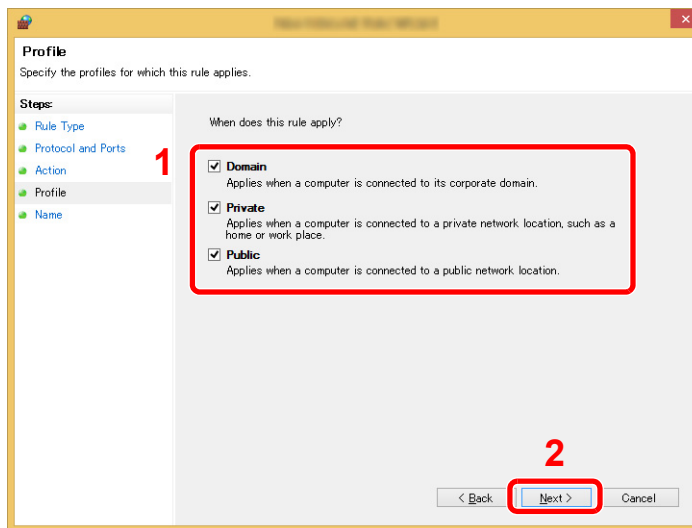 Profile
Specify the profiles for which this rule applies.
Steps:
Rule Type
Protocol and Ports
Action
Profile
Name
When does this rule apply?
1
Domain
Applies when a computer is connected to its corporate domain.
Private
Applies when a computer is connected to a private network location, such as a
home or work place.
Public
Applies when a computer is connected to a public network location.
2
< Back
Next >
Cancel